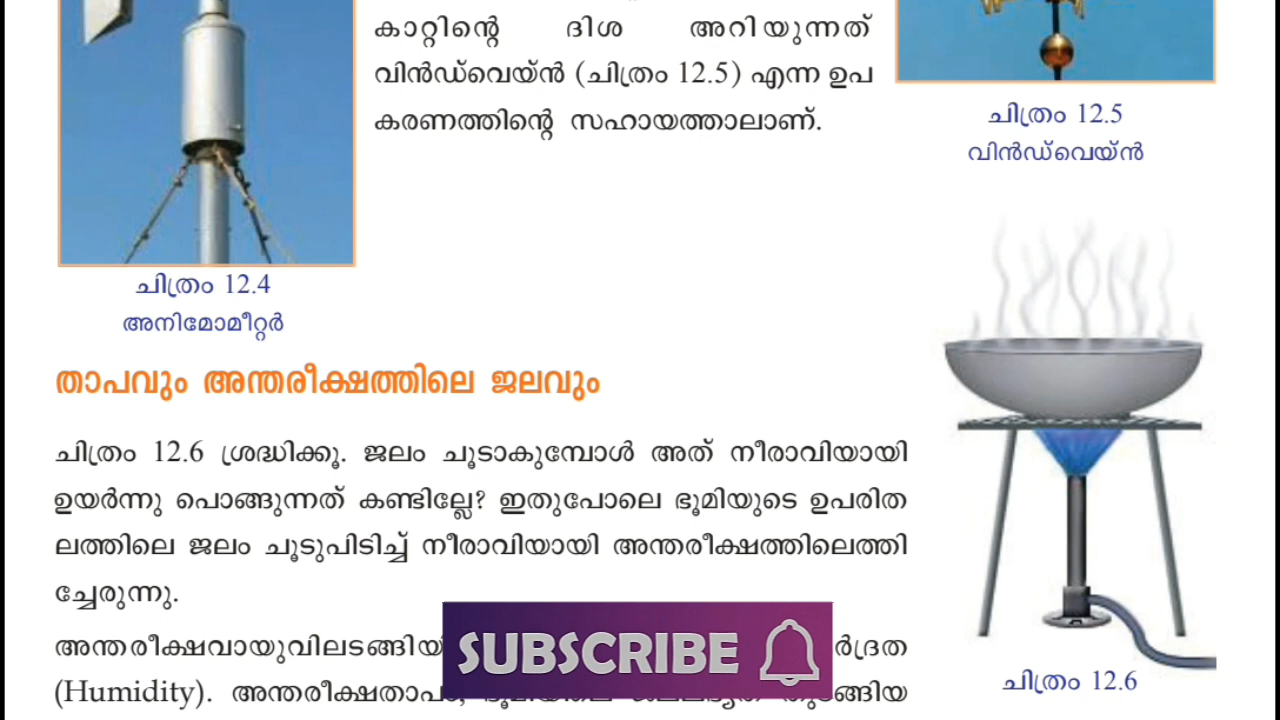 കാറ്റിന്റെ ദിശ അറിയുന്നത്
വിൻഡ്‌വെയ്ൻ (ചിത്രം 12.5) എന്ന ഉപ
കരണത്തിന്റെ സഹായത്താലാണ്.
ചിത്രം 12.5
വിൻഡ്‌വെയ്ൻ
ചിത്രം 12.4
അനിമോമീറ്റർ
താപവും അന്തരീക്ഷത്തിലെ ജലവും
ചിത്രം 12.6 ശ്രദ്ധിക്കൂ. ജലം ചൂടാകുമ്പോൾ അത് നീരാവിയായി
ഉയർന്നു പൊങ്ങുന്നത് കണ്ടില്ലേ? ഇതുപോലെ ഭൂമിയുടെ ഉപരിത
ലത്തിലെ ജലം ചൂടുപിടിച്ച് നീരാവിയായി അന്തരീക്ഷത്തിലെത്തി
ച്ചേരുന്നു.
അന്തരീക്ഷവായുവിലടങ്ങിയി
(Humidity). അന്തരീക്ഷതാപം,
SUBSCRIBE
ചിത്രം 12.6